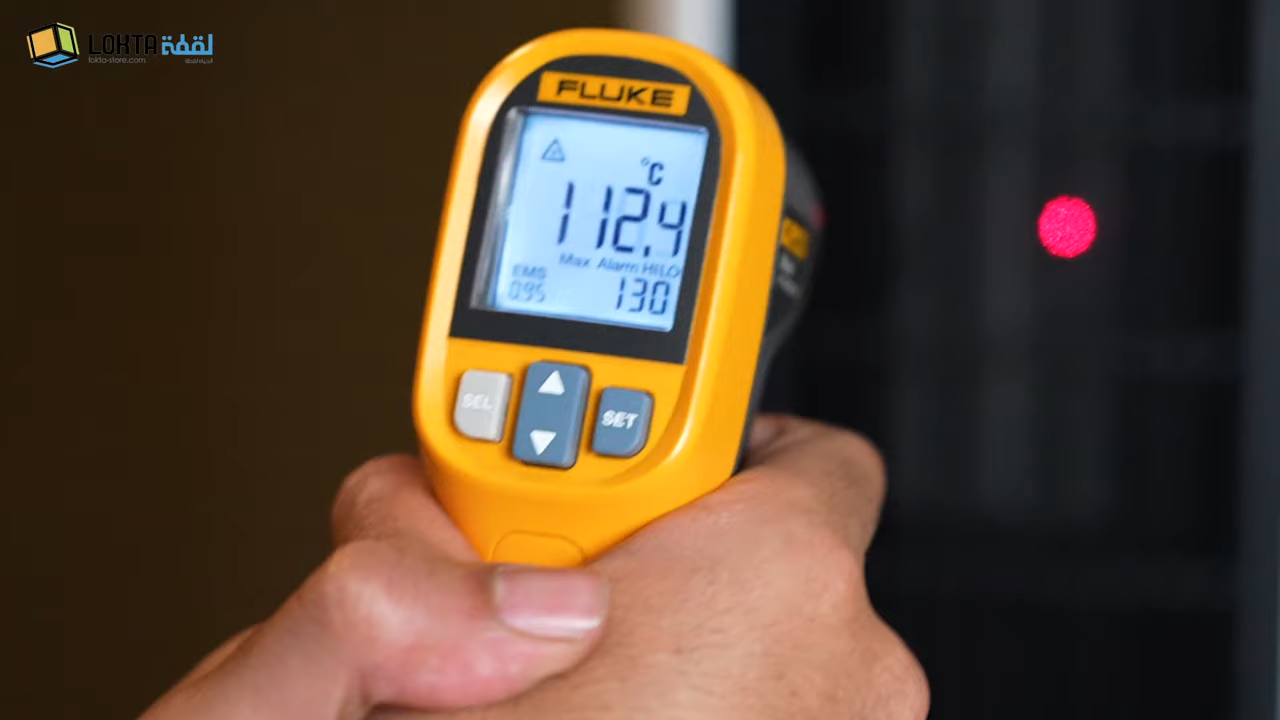 LOKTA لقطة
lokta-store.com
FLUKE
°C
112.4
Max Alarm HI LO
EMS
0.95 130
SEL SET